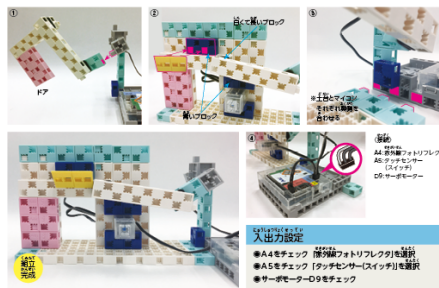 ①
ドア
②
白くて薄いブロック
青いブロック
③
※土台とマイコン
それぞれ裏側を
合わせる
④
(接続)
A4:赤外線フォトリフレクタ
A5:タッチセンサー
(スイッチ)
D9:サーボモーター
組立
完成
入出力設定
●A4をチェック［赤外線フォトリフレクタ］を選択
●A5をチェック［タッチセンサー(スイッチ)］を選択
●サーボモーターD9をチェック